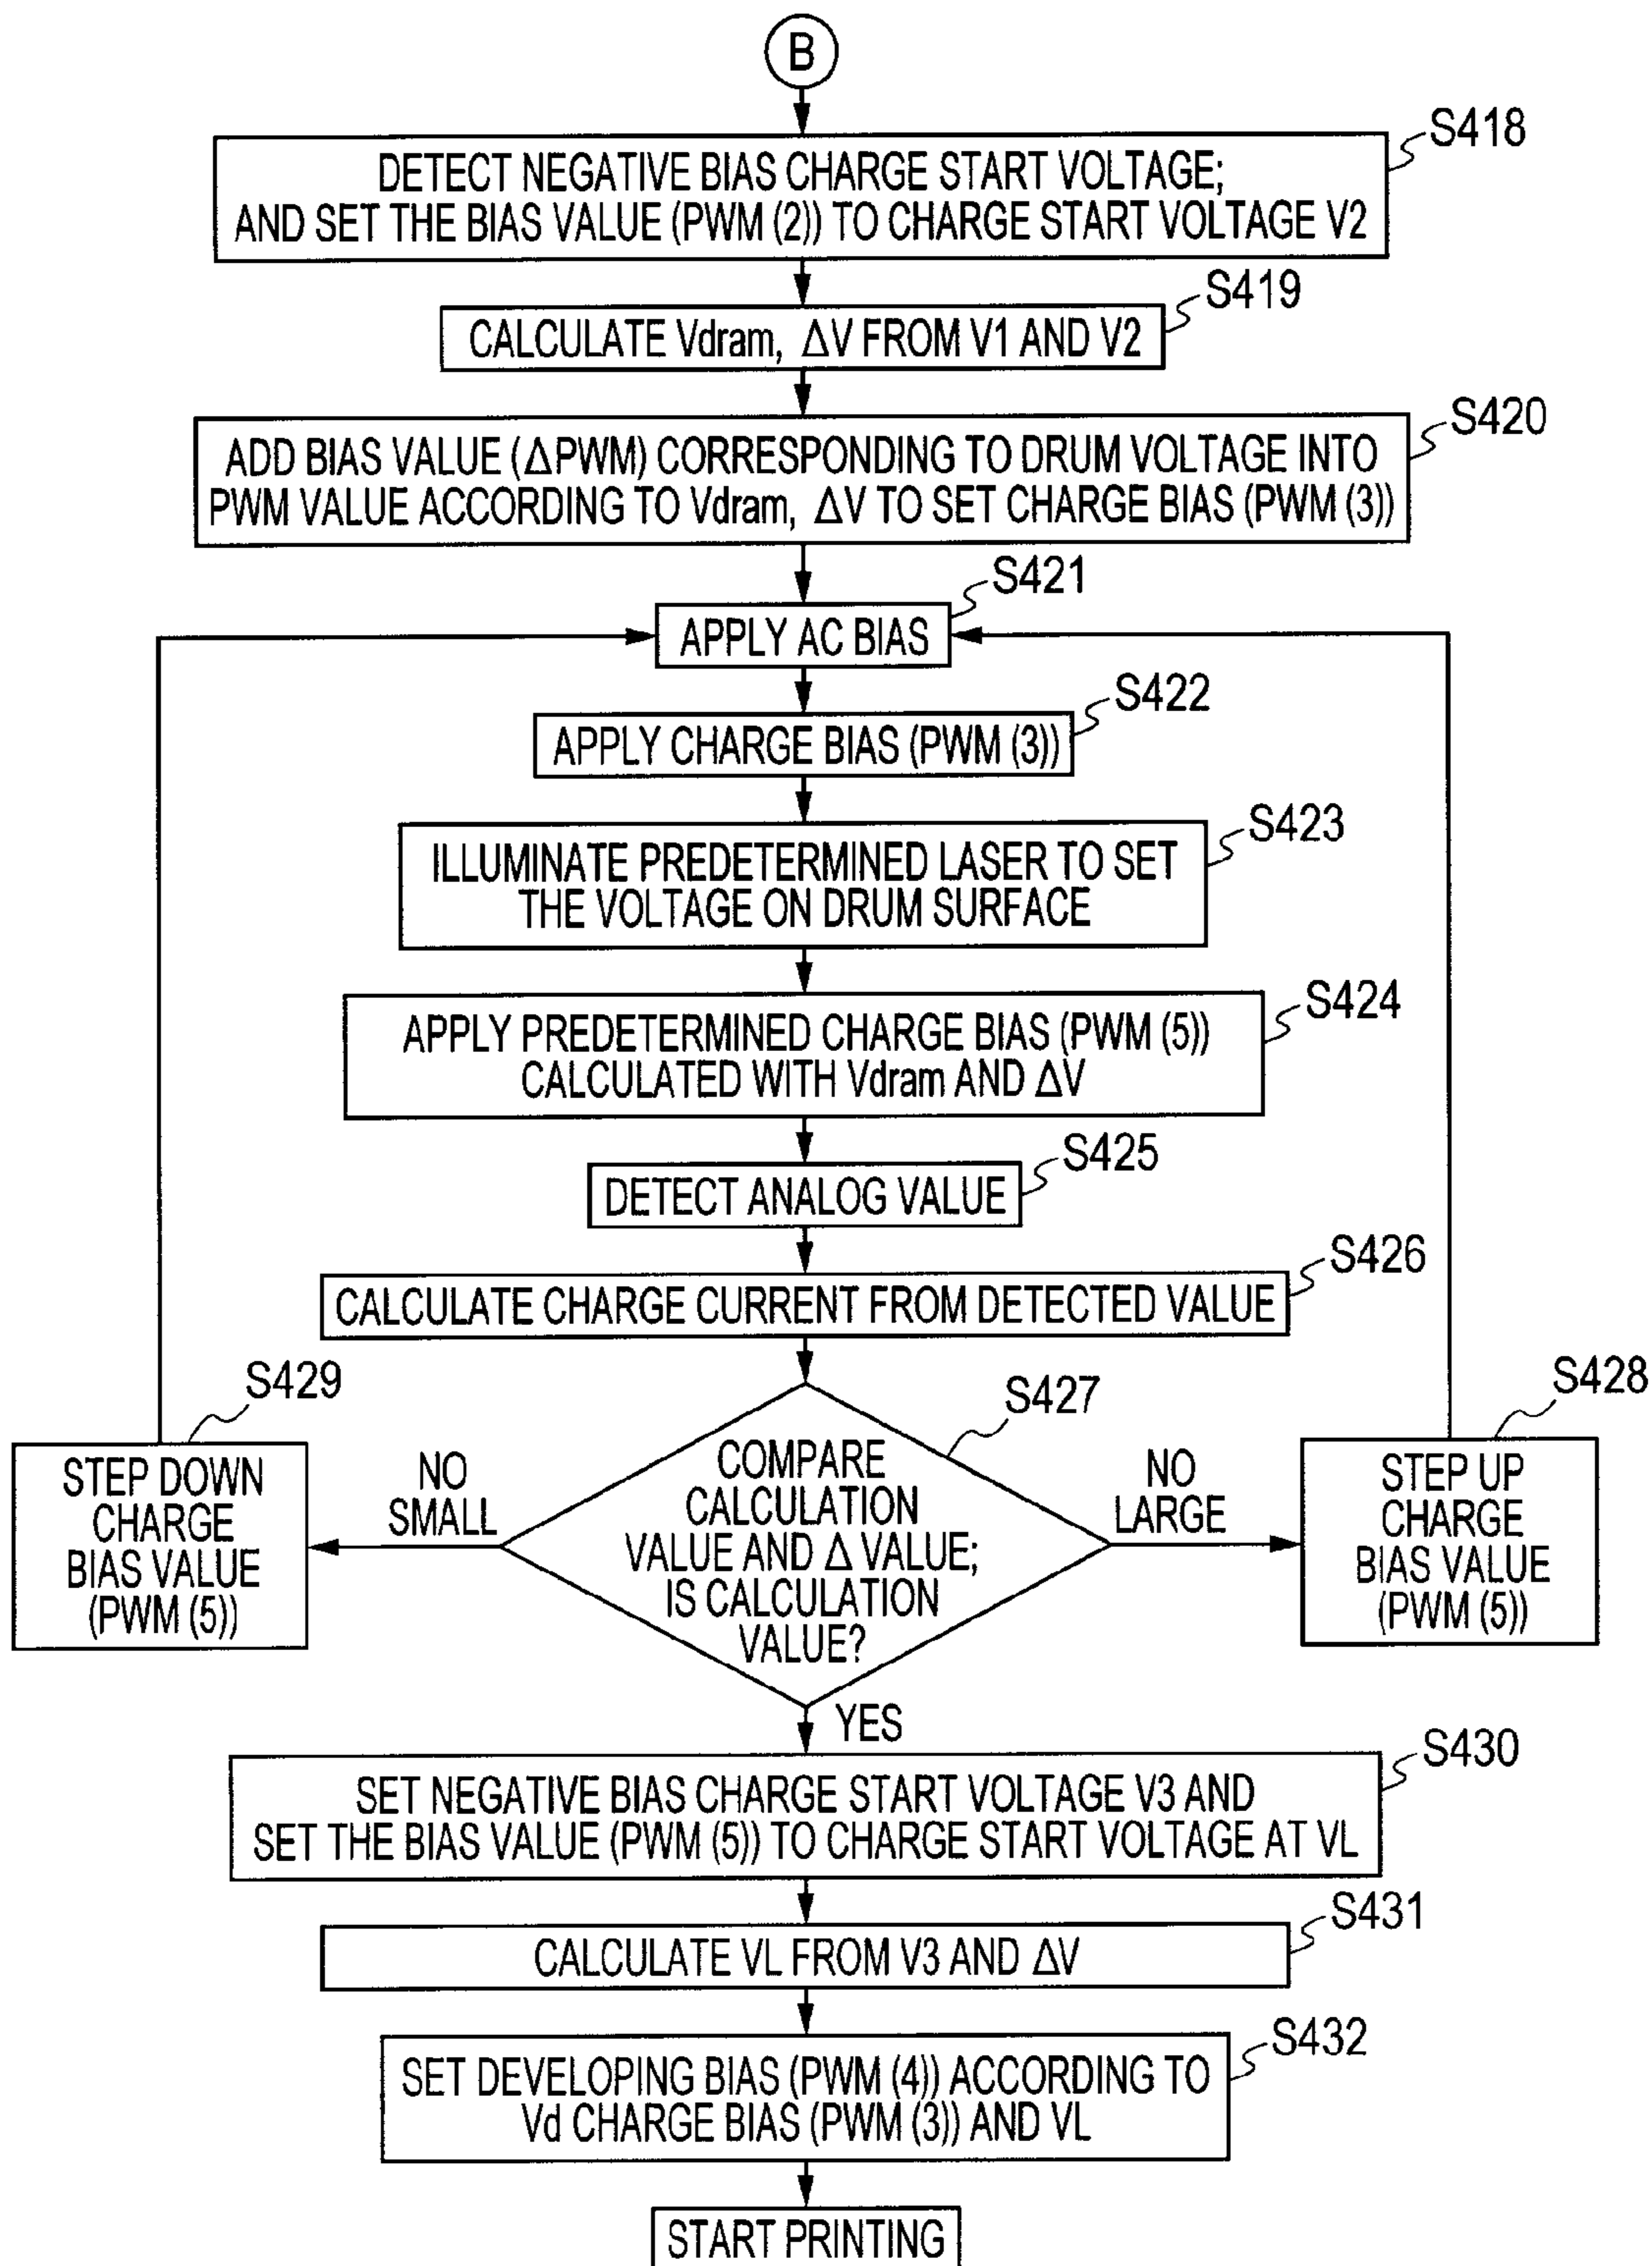 B
S418
DETECT NEGATIVE BIAS CHARGE START VOLTAGE;
AND SET THE BIAS VALUE (PWM (2)) TO CHARGE START VOLTAGE V2
S419
CALCULATE Vdram, ΔV FROM V1 AND V2
S420
ADD BIAS VALUE (ΔPWM) CORRESPONDING TO DRUM VOLTAGE INTO
PWM VALUE ACCORDING TO Vdram, ΔV TO SET CHARGE BIAS (PWM (3))
S421
APPLY AC BIAS
S422
APPLY CHARGE BIAS (PWM (3))
S423
ILLUMINATE PREDETERMINED LASER TO SET
THE VOLTAGE ON DRUM SURFACE
S424
APPLY PREDETERMINED CHARGE BIAS (PWM (5))
CALCULATED WITH Vdram AND ΔV
S425
DETECT ANALOG VALUE
S426
CALCULATE CHARGE CURRENT FROM DETECTED VALUE
S427
COMPARE
CALCULATION
VALUE AND Δ VALUE;
IS CALCULATION
VALUE?
NO
SMALL
S429
STEP DOWN
CHARGE
BIAS VALUE
(PWM (5))
NO
LARGE
S428
STEP UP
CHARGE
BIAS VALUE
(PWM (5))
YES
S430
SET NEGATIVE BIAS CHARGE START VOLTAGE V3 AND
SET THE BIAS VALUE (PWM (5)) TO CHARGE START VOLTAGE AT VL
S431
CALCULATE VL FROM V3 AND ΔV
S432
SET DEVELOPING BIAS (PWM (4)) ACCORDING TO
Vd CHARGE BIAS (PWM (3)) AND VL
START PRINTING